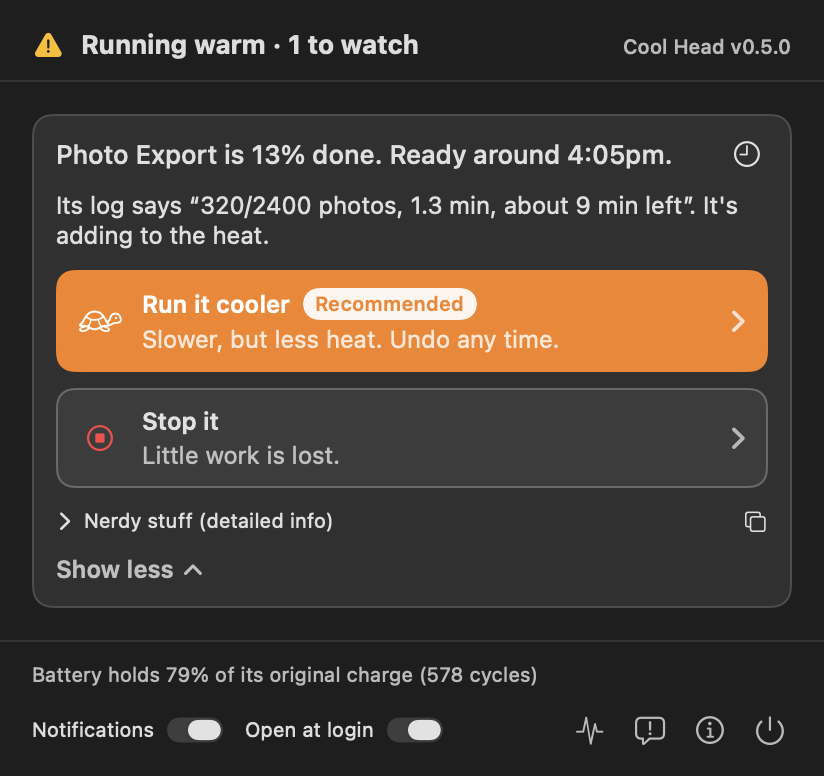 Running warm · 1 to watch
Cool Head v0.5.0
Photo Export is 13% done. Ready around 4:05pm.
Its log says “320/2400 photos, 1.3 min, about 9 min left”. It's
adding to the heat.
Run it cooler
Recommended
Slower, but less heat. Undo any time.
Stop it
Little work is lost.
Nerdy stuff (detailed info)
Show less
Battery holds 79% of its original charge (578 cycles)
Notifications
Open at login